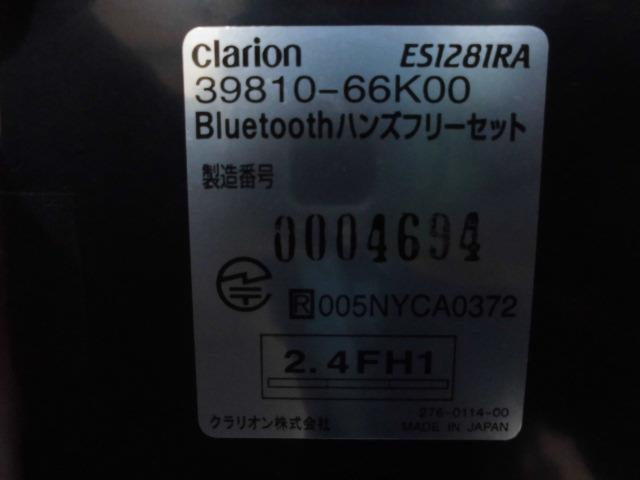 clarion ES1281RA
39810-66K00
Bluetoothハンズフリーセット
製造番号
0004694
R 005NYCA0372
2.4FH1
276-0114-00
クラリオン株式会社 MADE IN JAPAN